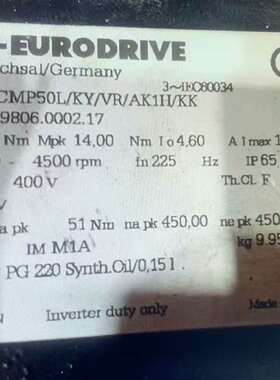 -EURODRIVE
chsal/Germany
3~IEC60034
CMP50L/KY/VR/AK1H/KK
9806.0002.17
Nm Mpk 14,00 Nm Io 4,60 A Imax 1
- 4500 rpm fn 225 Hz IP 65
400 V Th.Cl. F
V
a pk 51 Nm na pk 450,00 ne pk 450
IM M1A kg 9.95
PG 220 Synth.Oil/0,15 l .
Inverter duty only Made